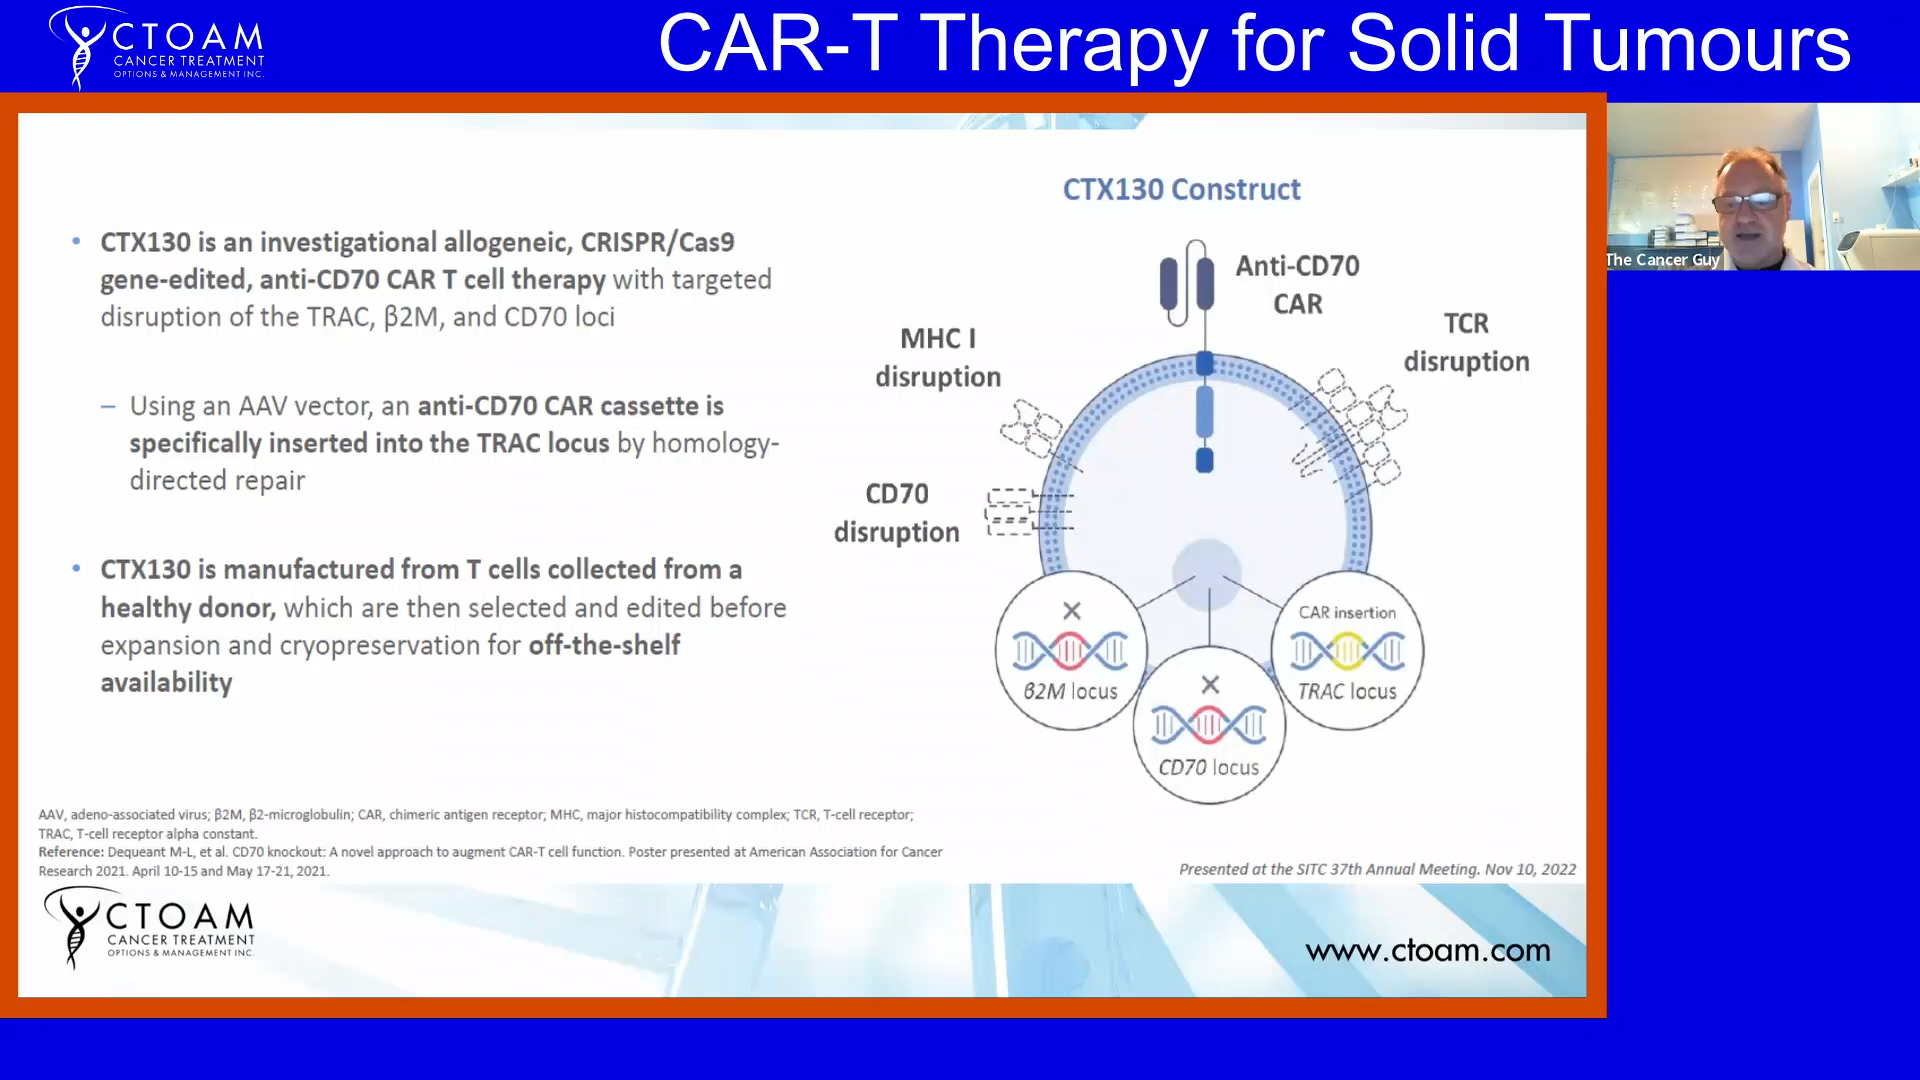 CTOAM
CANCER TREATMENT
OPTIONS & MANAGEMENT INC.
CAR-T Therapy for Solid Tumours
The Cancer Guy
• CTX130 is an investigational allogeneic, CRISPR/Cas9
gene-edited, anti-CD70 CAR T cell therapy with targeted
disruption of the TRAC, β2M, and CD70 loci
– Using an AAV vector, an anti-CD70 CAR cassette is
specifically inserted into the TRAC locus by homology-
directed repair
• CTX130 is manufactured from T cells collected from a
healthy donor, which are then selected and edited before
expansion and cryopreservation for off-the-shelf
availability
CTX130 Construct
Anti-CD70
CAR
MHC I
disruption
TCR
disruption
CD70
disruption
β2M locus
CD70 locus
CAR insertion
TRAC locus
AAV, adeno-associated virus; β2M, β2-microglobulin; CAR, chimeric antigen receptor; MHC, major histocompatibility complex; TCR, T-cell receptor;
TRAC, T-cell receptor alpha constant.
Reference: Dequeant M-L, et al. CD70 knockout: A novel approach to augment CAR-T cell function. Poster presented at American Association for Cancer
Research 2021. April 10-15 and May 17-21, 2021.
Presented at the SITC 37th Annual Meeting. Nov 10, 2022
CTOAM
CANCER TREATMENT
OPTIONS & MANAGEMENT INC.
www.ctoam.com